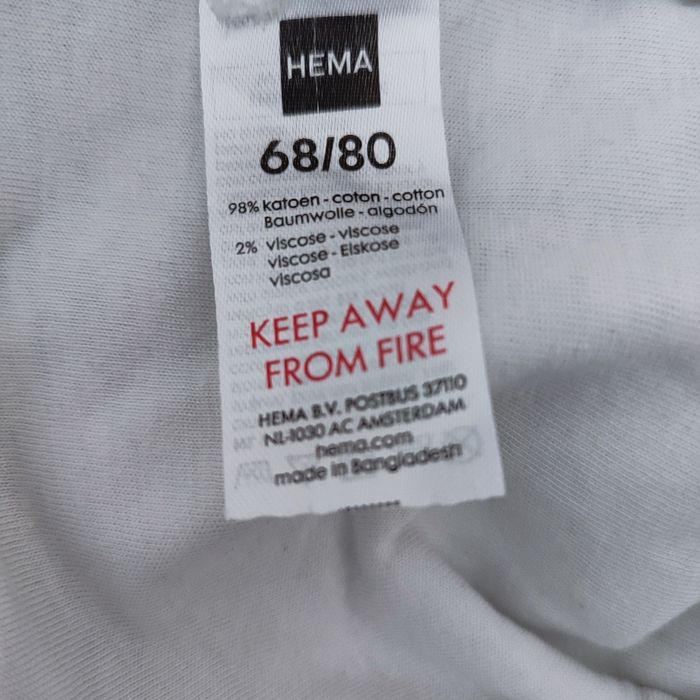 HEMA
68/80
98% katoen - coton - cotton
Baumwolle - algodón
2% viscose - viscose
viscose - Eiskose
viscosa
KEEP AWAY
FROM FIRE
HEMA B.V. POSTBUS 37110
NL-1030 AC AMSTERDAM
hema.com
made in Bangladesh